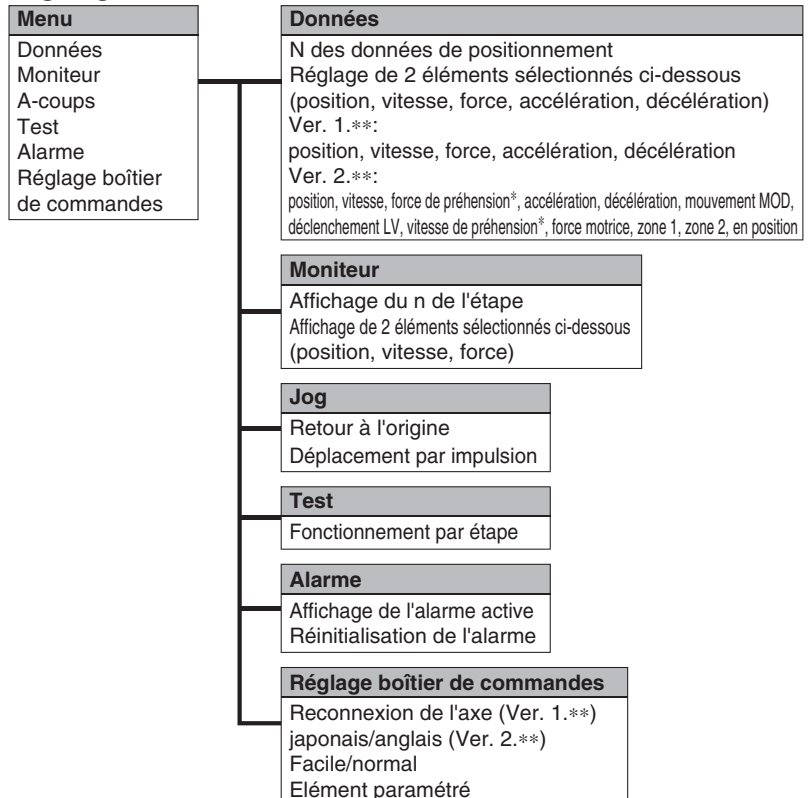 Menu
Données
Moniteur
A-coups
Test
Alarme
Réglage boîtier
de commandes
Données
N des données de positionnement
Réglage de 2 éléments sélectionnés ci-dessous
(position, vitesse, force, accélération, décélération)
Ver. 1.**:
position, vitesse, force, accélération, décélération
Ver. 2.**:
position, vitesse, force de préhension*, accélération, décélération, mouvement MOD,
déclenchement LV, vitesse de préhension*, force motrice, zone 1, zone 2, en position
Moniteur
Affichage du n de l'étape
Affichage de 2 éléments sélectionnés ci-dessous
(position, vitesse, force)
Jog
Retour à l'origine
Déplacement par impulsion
Test
Fonctionnement par étape
Alarme
Affichage de l'alarme active
Réinitialisation de l'alarme
Réglage boîtier de commandes
Reconnexion de l'axe (Ver. 1.**)
japonais/anglais (Ver. 2.**)
Facile/normal
Elément paramétré